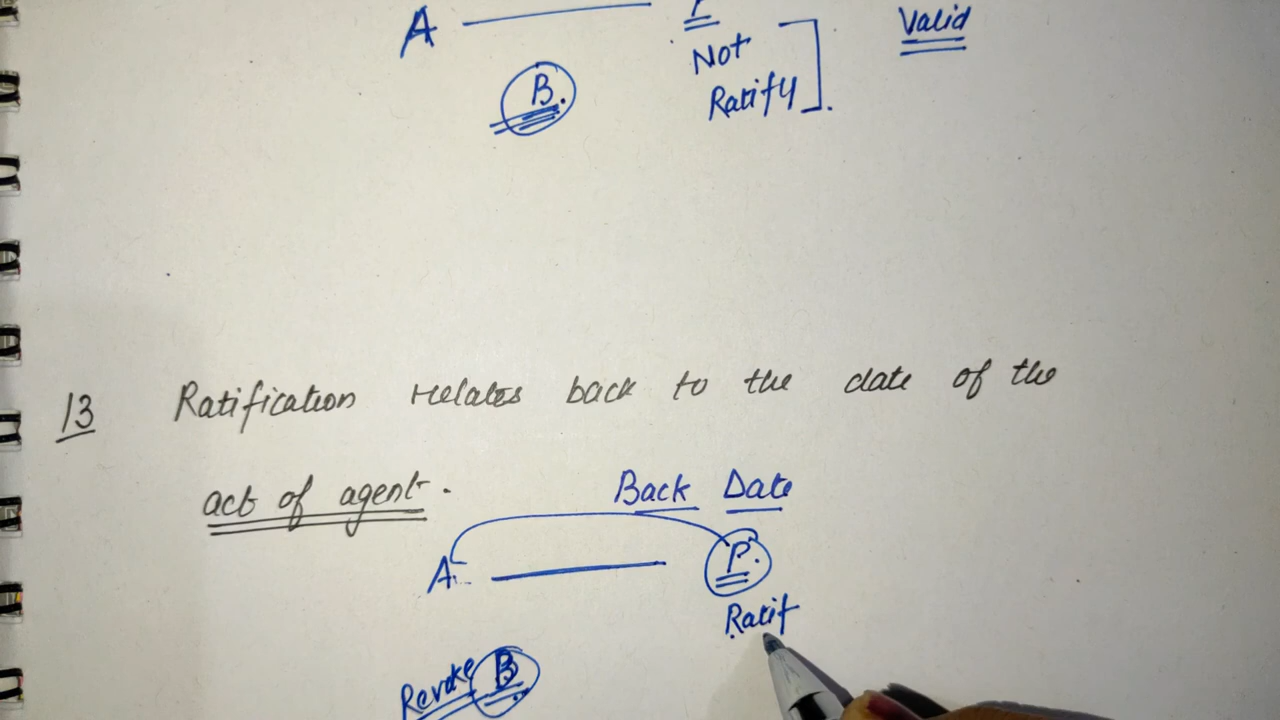 A P Valid
B. Not
Ratify
13 Ratification relates back to the date of the
act of agent.
Back Date
A P.
Ratif
Revoke B